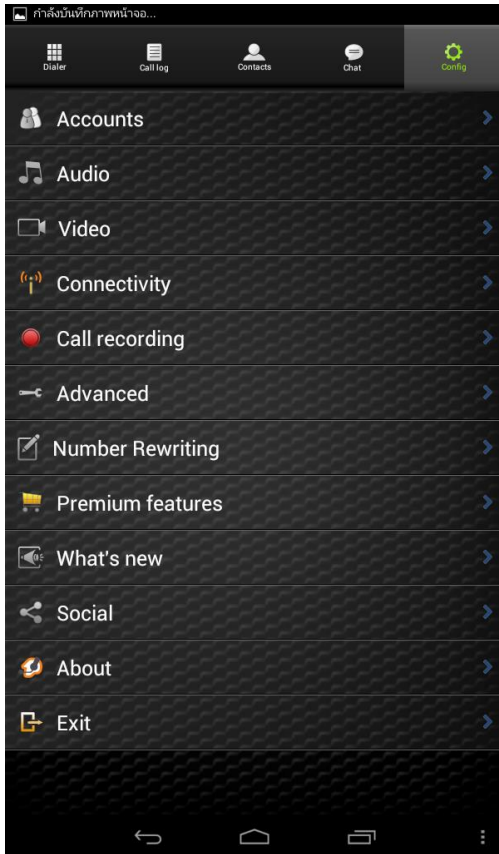 กำลังบันทึกภาพหน้าจอ...
Dialer Call log Contacts Chat Config
Accounts
Audio
Video
Connectivity
Call recording
Advanced
Number Rewriting
Premium features
What's new
Social
About
Exit